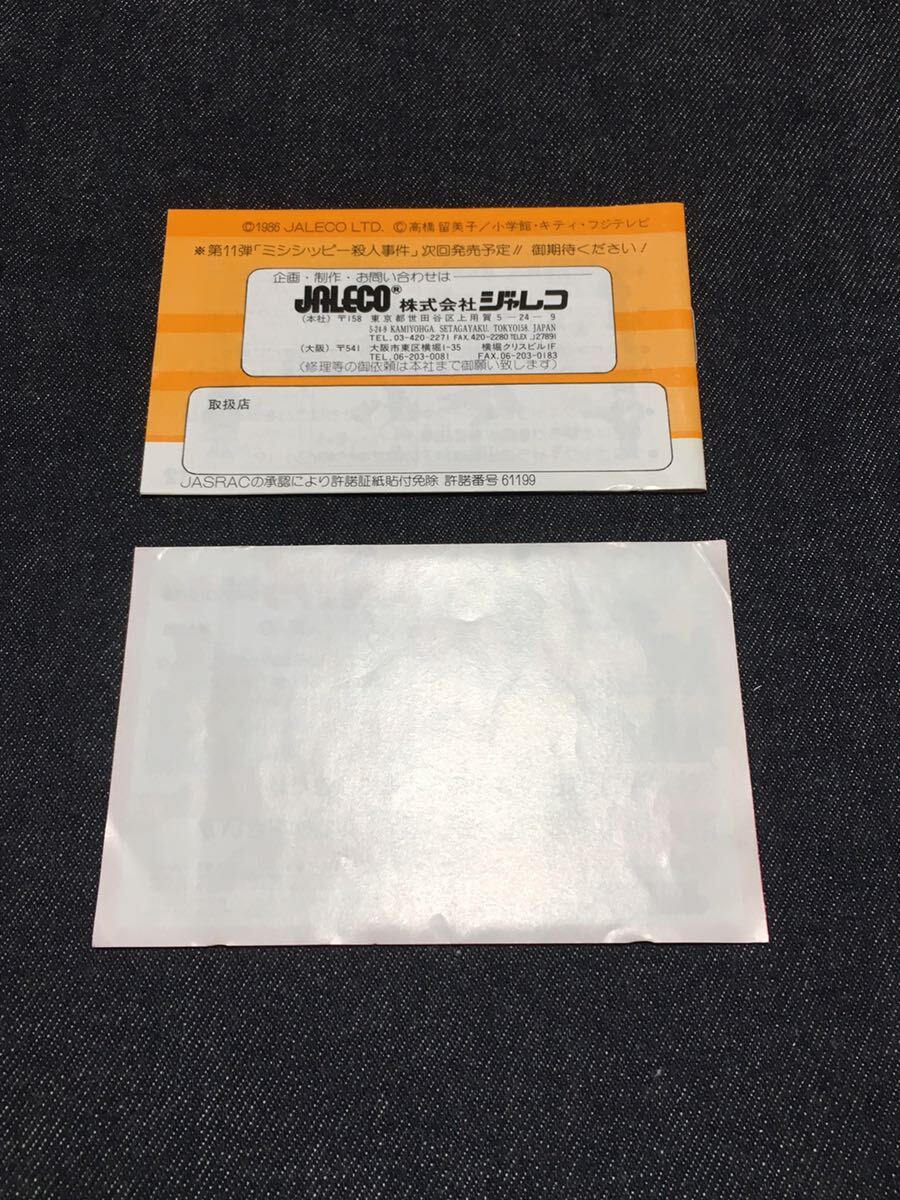 ©1986 JALECO LTD. ©高橋留美子／小学館・キティ・フジテレビ
※第11弾「ミシシッピー殺人事件」次回発売予定!! 御期待ください！
企画・制作・お問い合わせは
JALECO® 株式会社ジャレコ
(本社) 〒158 東京都世田谷区上用賀5-24-9
5-24-9 KAMIYOHGA, SETAGAYAKU, TOKYO158. JAPAN
TEL.03-420-2271 FAX.420-2280 TELEX J27891
(大阪) 〒541 大阪市東区横堀1-35 横堀クリスビル1F
TEL.06-203-0081 FAX.06-203-0183
(修理等の御依頼は本社まで御願い致します)
取扱店
JASRACの承認により許諾証紙貼付免除 許諾番号61199